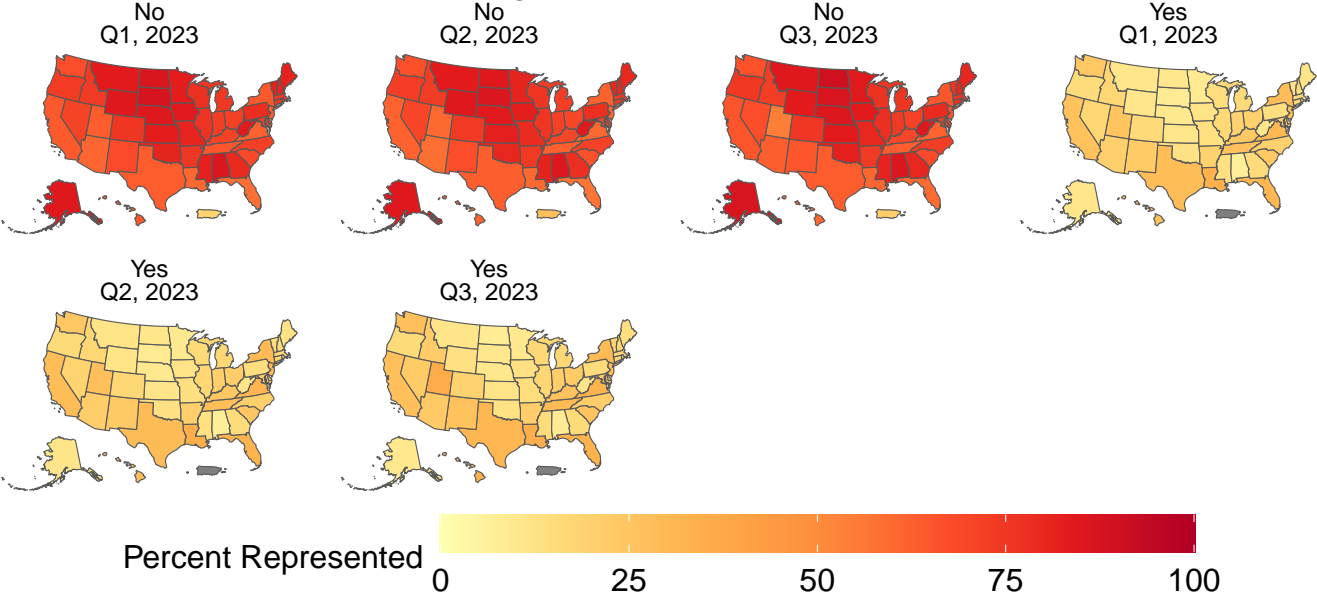 No
Q1, 2023
No
Q2, 2023
No
Q3, 2023
Yes
Q1, 2023
Yes
Q2, 2023
Yes
Q3, 2023
Percent Represented
0 25 50 75 100